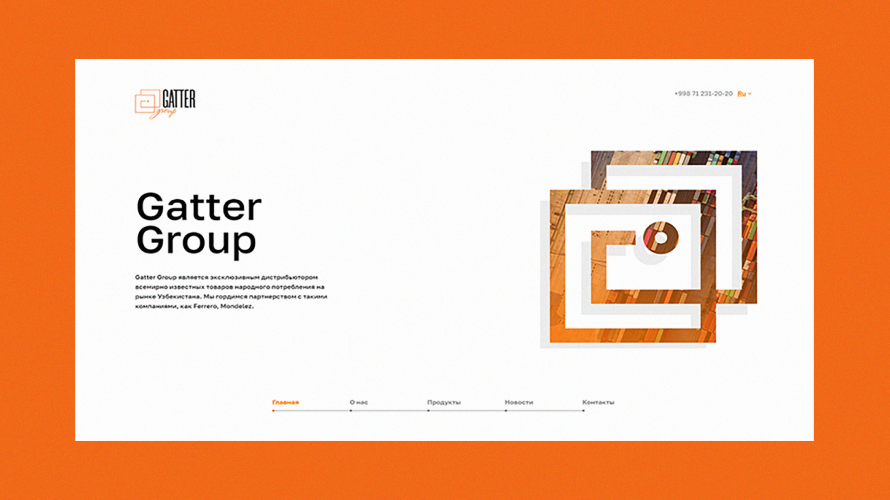 GATTER
group
+998 71 231-20-20 Ru
Gatter
Group
Gatter Group является эксклюзивным дистрибьютором
всемирно известных товаров народного потребления на
рынке Узбекистана. Мы гордимся партнерством с такими
компаниями, как Ferrero, Mondelez.
Главная О нас Продукты Новости Контакты